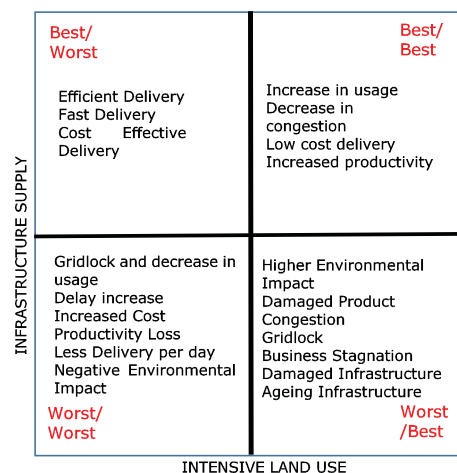 Best/
Worst
Efficient Delivery
Fast Delivery
Cost Effective
Delivery
Best/
Best
Increase in usage
Decrease in
congestion
Low cost delivery
Increased productivity
INFRASTRUCTURE SUPPLY
Gridlock and decrease in
usage
Delay increase
Increased Cost
Productivity Loss
Less Delivery per day
Negative Environmental
Impact
Worst/
Worst
Higher Environmental
Impact
Damaged Product
Congestion
Gridlock
Business Stagnation
Damaged Infrastructure
Ageing Infrastructure
Worst
/Best
INTENSIVE LAND USE